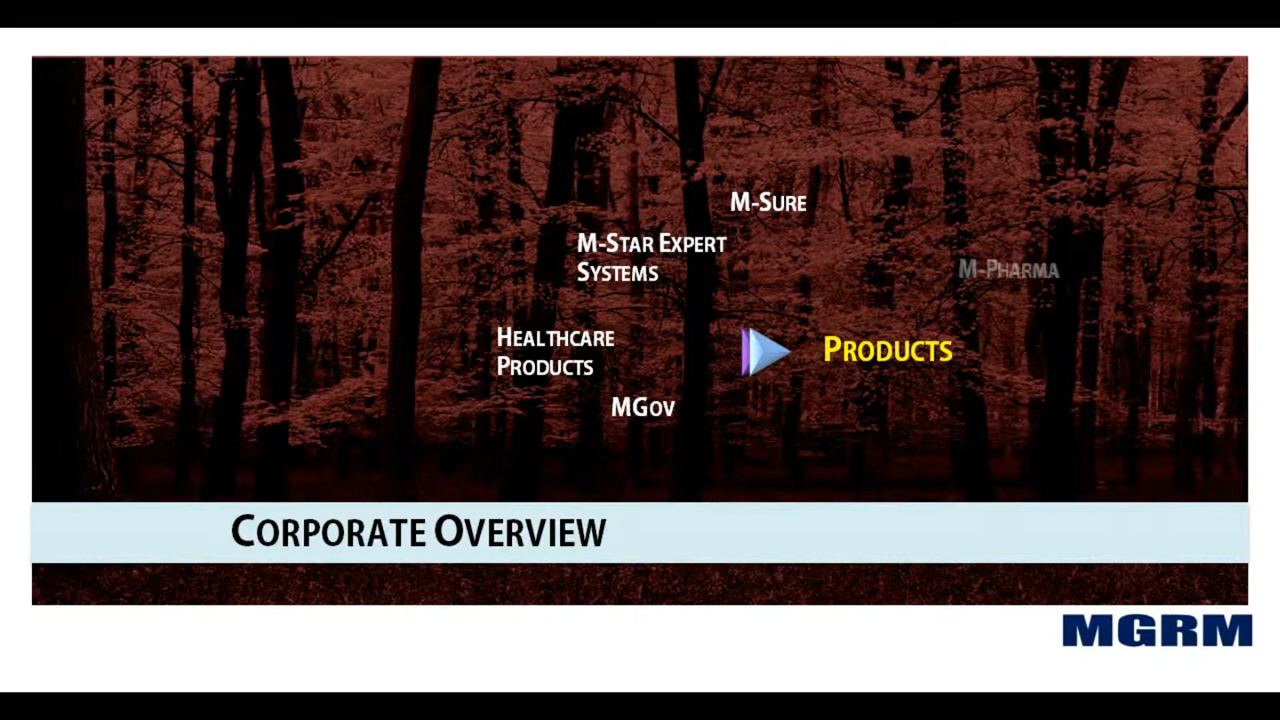 M-Sure
M-Star Expert
Systems
M-Pharma
Healthcare
Products
Products
MGov
Corporate Overview
MGRM